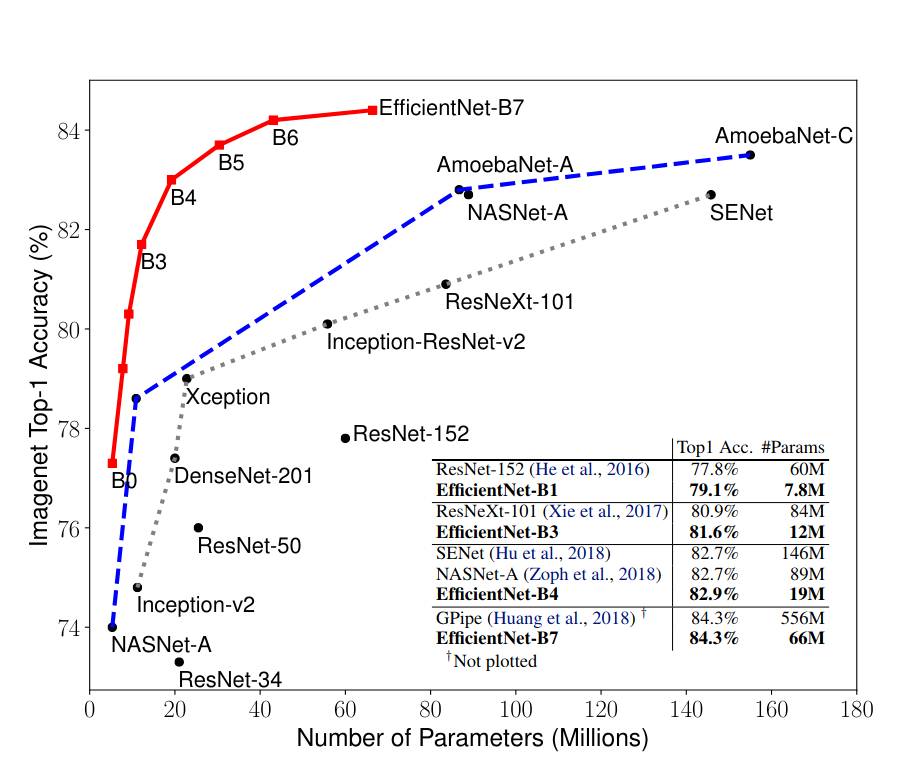 84
82
80
78
76
74
Imagenet Top-1 Accuracy (%)
EfficientNet-B7
B6
B5
B4
B3
B0
AmoebaNet-C
AmoebaNet-A
NASNet-A
SENet
ResNeXt-101
Inception-ResNet-v2
Xception
ResNet-152
DenseNet-201
ResNet-50
Inception-v2
NASNet-A
ResNet-34
Top1 Acc. #Params
ResNet-152 (He et al., 2016) 77.8% 60M
EfficientNet-B1 79.1% 7.8M
ResNeXt-101 (Xie et al., 2017) 80.9% 84M
EfficientNet-B3 81.6% 12M
SENet (Hu et al., 2018) 82.7% 146M
NASNet-A (Zoph et al., 2018) 82.7% 89M
EfficientNet-B4 82.9% 19M
GPipe (Huang et al., 2018) † 84.3% 556M
EfficientNet-B7 84.3% 66M
†Not plotted
0 20 40 60 80 100 120 140 160 180
Number of Parameters (Millions)